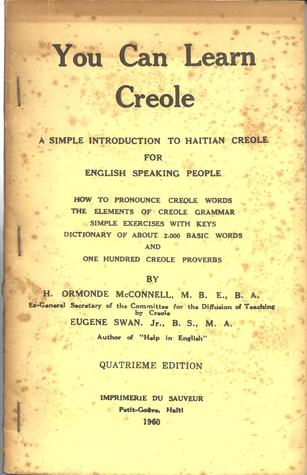 You Can Learn
Creole
A SIMPLE INTRODUCTION TO HAITIAN CREOLE
FOR
ENGLISH SPEAKING PEOPLE
HOW TO PRONOUNCE CREOLE WORDS
THE ELEMENTS OF CREOLE GRAMMAR
SIMPLE EXERCISES WITH KEYS
DICTIONARY OF ABOUT 2.000 BASIC WORDS
AND
ONE HUNDRED CREOLE PROVERBS
BY
H. ORMONDE McCONNELL, M. B. E., B. A.
Ex-General Secretary of the Committee for the Diffusion of Teaching
by Creole
EUGENE SWAN. Jr., B. S., M. A.
Author of "Help in English"
QUATRIEME EDITION
IMPRIMERIE DU SAUVEUR
Petit-Goâve, Haïti
1960